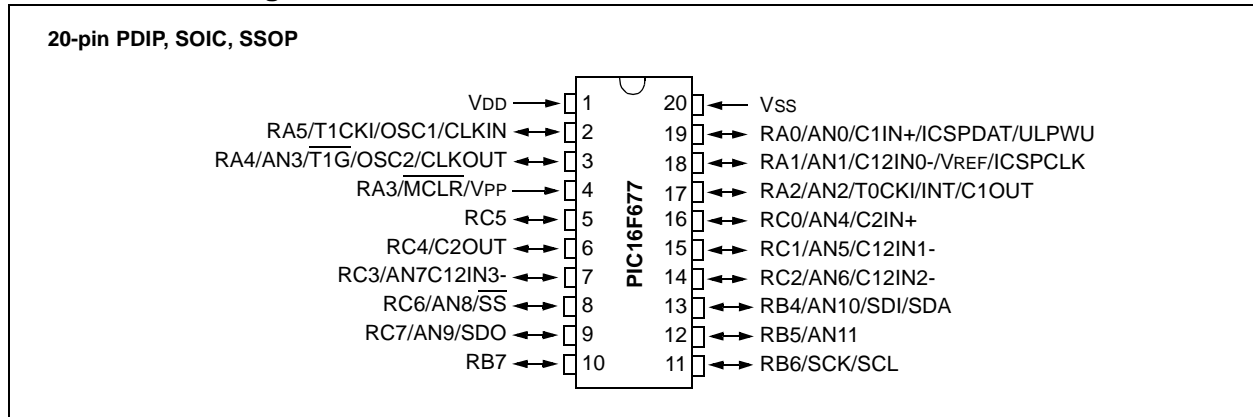 20-pin PDIP, SOIC, SSOP
VDD 1
RA5/T1CKI/OSC1/CLKIN 2
RA4/AN3/T1G/OSC2/CLKOUT 3
RA3/MCLR/VPP 4
RC5 5
RC4/C2OUT 6
RC3/AN7C12IN3- 7
RC6/AN8/SS 8
RC7/AN9/SDO 9
RB7 10
PIC16F677
20 VSS
19 RA0/AN0/C1IN+/ICSPDAT/ULPWU
18 RA1/AN1/C12IN0-/VREF/ICSPCLK
17 RA2/AN2/T0CKI/INT/C1OUT
16 RC0/AN4/C2IN+
15 RC1/AN5/C12IN1-
14 RC2/AN6/C12IN2-
13 RB4/AN10/SDI/SDA
12 RB5/AN11
11 RB6/SCK/SCL